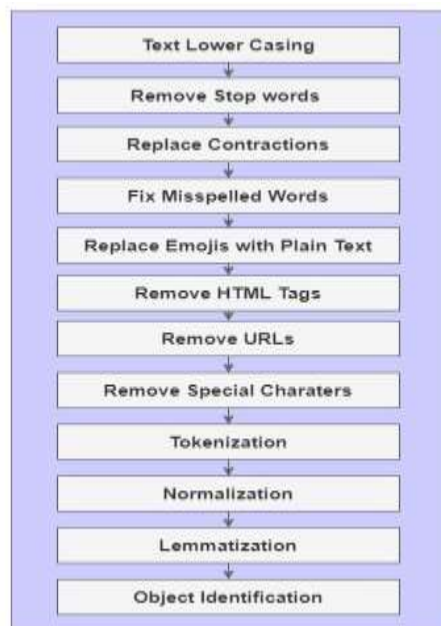 Text Lower Casing
Remove Stop words
Replace Contractions
Fix Misspelled Words
Replace Emojis with Plain Text
Remove HTML Tags
Remove URLs
Remove Special Charaters
Tokenization
Normalization
Lemmatization
Object Identification